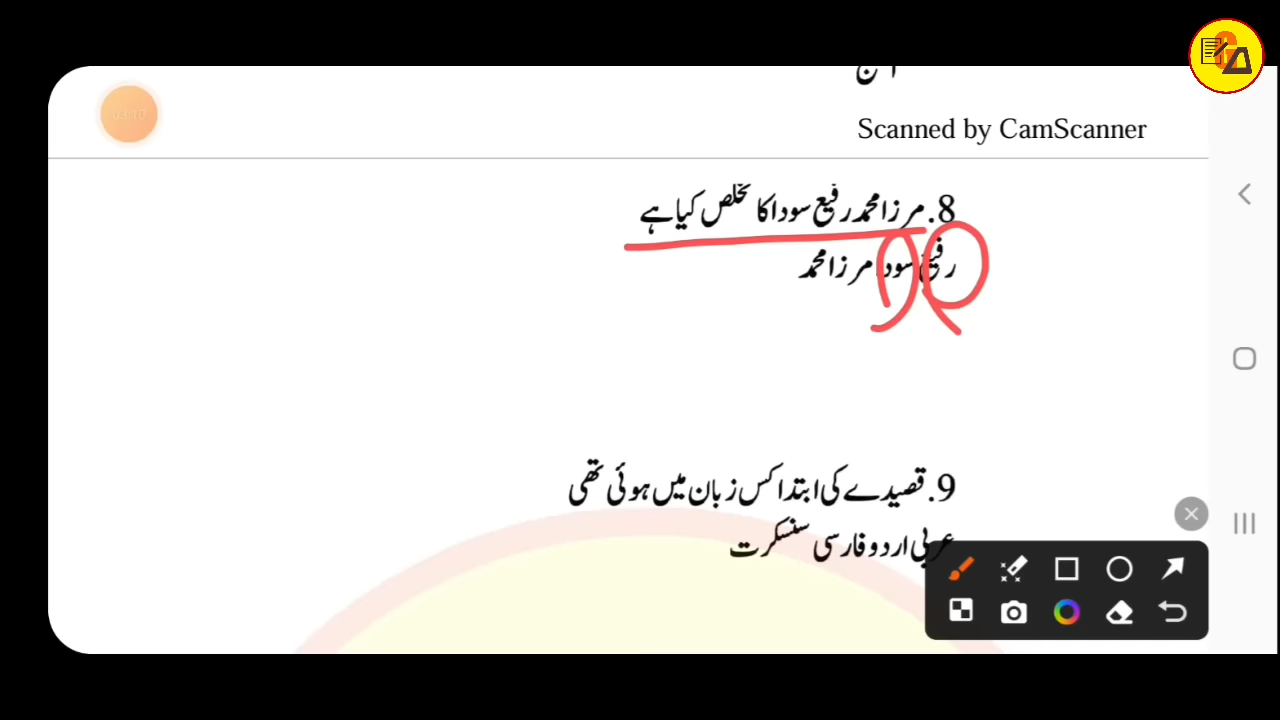 Scanned by CamScanner
8. مرزا محمد رفیع سودا کا تخلص کیا ہے
رفیع سودا مرزا محمد
9. قصیدے کی ابتدا کس زبان میں ہوئی تھی
عربی اردو فارسی سنسکرت